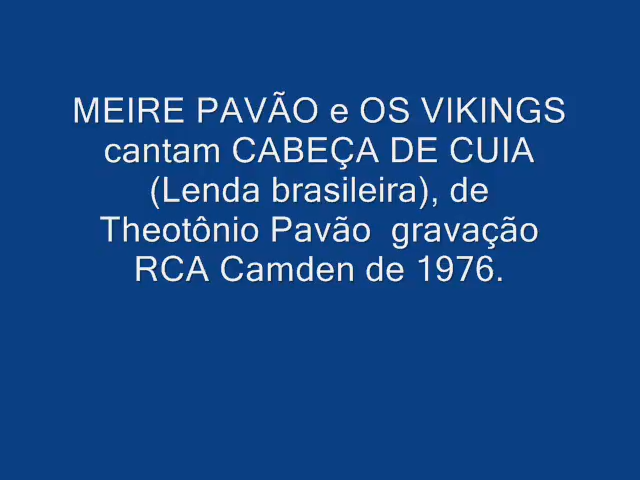 MEIRE PAVÃO e OS VIKINGS
cantam CABEÇA DE CUIA
(Lenda brasileira), de
Theotônio Pavão  gravação
RCA Camden de 1976.